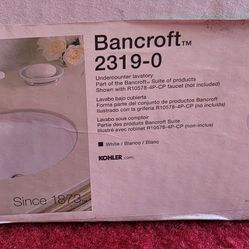 Bancroft™
2319-0
Undercounter lavatory
Part of the Bancroft™ Suite of products
Shown with R10578-4P-CP faucet (not included)
Lavabo bajo cubierta
Forma parte del conjunto de productos Bancroft
Ilustrado con la grifería R10578-4P-CP (no incluida)
Lavabo sous comptoir
Partie des produits Bancroft Suite
Illustré avec robinet R10578-4P-CP (non-inclus)
■ White / Blanco / Blanc
KOHLER.com
Since 1873